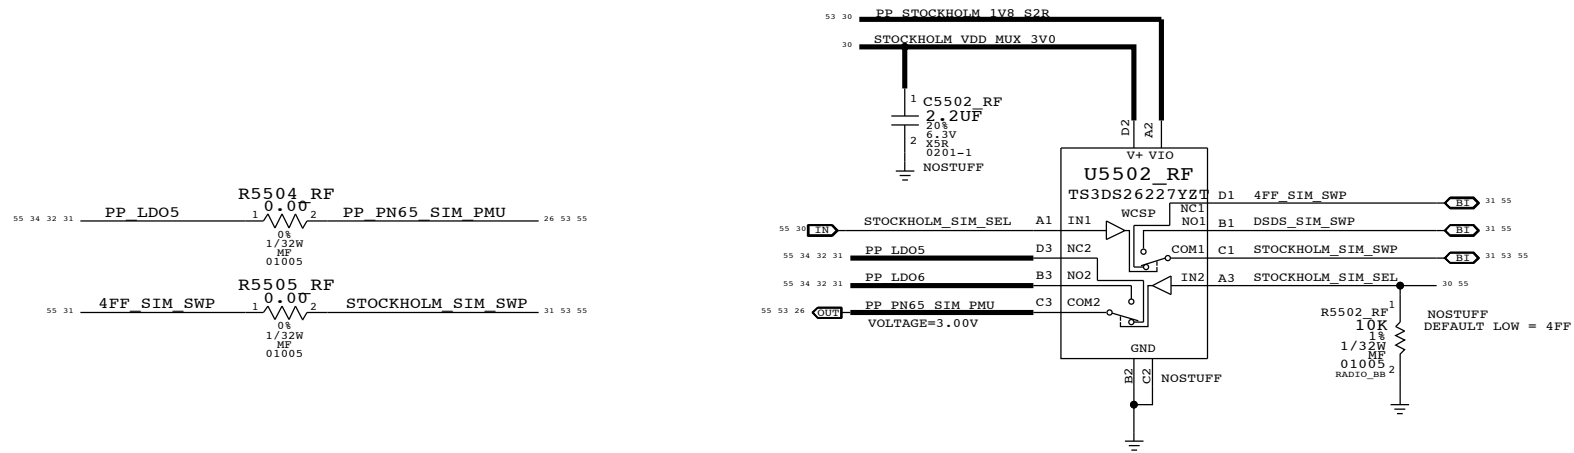 R5504_RF
0.00
55 34 32 31 PP_LDO5 1 2 PP_PN65_SIM_PMU 26 53 55
0%
1/32W
MF
01005
R5505_RF
0.00
55 31 4FF_SIM_SWP 1 2 STOCKHOLM_SIM_SWP 31 53 55
0%
1/32W
MF
01005
53 30 PP_STOCKHOLM_1V8_S2R
30 STOCKHOLM_VDD_MUX_3V0
1 C5502_RF
2.2UF
20%
6.3V
2 X5R
0201-1
NOSTUFF
D2 A2
V+ VIO
U5502_RF
TS3DS26227YZT
WCSP
55 30 IN STOCKHOLM_SIM_SEL A1 IN1
55 34 32 31 PP_LDO5 D3 NC2
55 34 32 31 PP_LDO6 B3 NO2
55 53 26 OUT PP_PN65_SIM_PMU C3 COM2
VOLTAGE=3.00V
NC1 D1 4FF_SIM_SWP BI 31 55
NO1 B1 DSDS_SIM_SWP BI 31 55
COM1 C1 STOCKHOLM_SIM_SWP BI 31 53 55
IN2 A3 STOCKHOLM_SIM_SEL 30 55
GND
B2 C2 NOSTUFF
R5502_RF 1
10K
1%
1/32W
MF
01005
RADIO_BB 2
NOSTUFF
DEFAULT LOW = 4FF